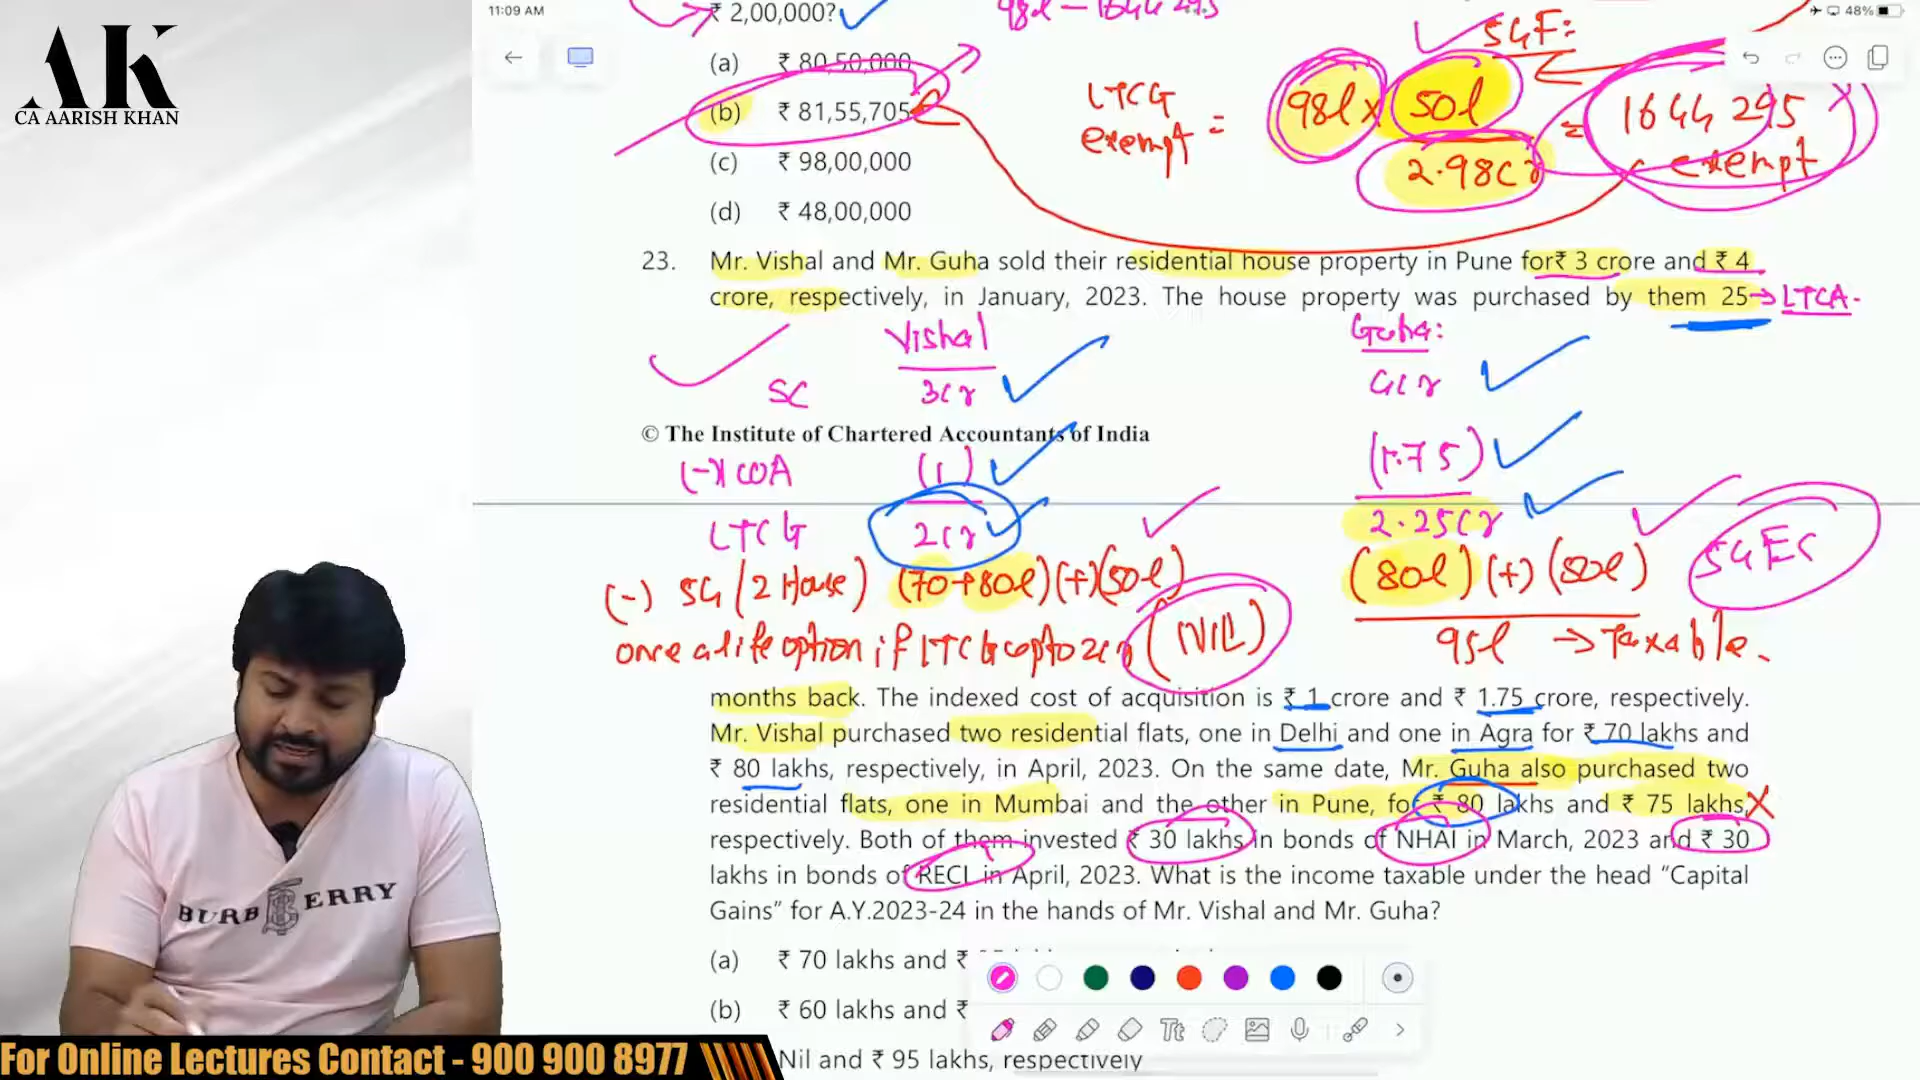 11:09 AM
48%
AK
CA AARISH KHAN
₹ 2,00,000?
(a) ₹ 80,50,000
(b) ₹ 81,55,705
(c) ₹ 98,00,000
(d) ₹ 48,00,000
54F:
LTCG exempt = 98l x 50l
2.98Cr
= 1644295
exempt
23. Mr. Vishal and Mr. Guha sold their residential house property in Pune for₹ 3 crore and ₹ 4
crore, respectively, in January, 2023. The house property was purchased by them 25 → LTCA.
Vishal
Guha:
SC 3Cr 4Cr
© The Institute of Chartered Accountants of India
(-) COA (1) (1.75)
LTCG 2Cr 2.25Cr
54EC
(-) 54 (2 House) (70+80l) (+) (50l) (80l) (+) (50l)
once a life option if LTCG upto 2cr (NIL) 95l → Taxable.
months back. The indexed cost of acquisition is ₹ 1 crore and ₹ 1.75 crore, respectively.
Mr. Vishal purchased two residential flats, one in Delhi and one in Agra for ₹ 70 lakhs and
₹ 80 lakhs, respectively, in April, 2023. On the same date, Mr. Guha also purchased two
residential flats, one in Mumbai and the other in Pune, for ₹ 80 lakhs and ₹ 75 lakhs,
respectively. Both of them invested ₹ 30 lakhs in bonds of NHAI in March, 2023 and ₹ 30
lakhs in bonds of RECL in April, 2023. What is the income taxable under the head “Capital
Gains” for A.Y.2023-24 in the hands of Mr. Vishal and Mr. Guha?
(a) ₹ 70 lakhs and ₹
(b) ₹ 60 lakhs and ₹
Nil and ₹ 95 lakhs, respectively
Tt
BURBERRY
For Online Lectures Contact - 900 900 8977